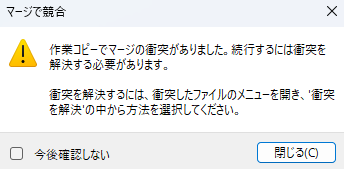 マージで競合
作業コピーでマージの衝突がありました。続行するには衝突を
解決する必要があります。
衝突を解決するには、衝突したファイルのメニューを開き、'衝突
を解決'の中から方法を選択してください。
今後確認しない
閉じる(C)